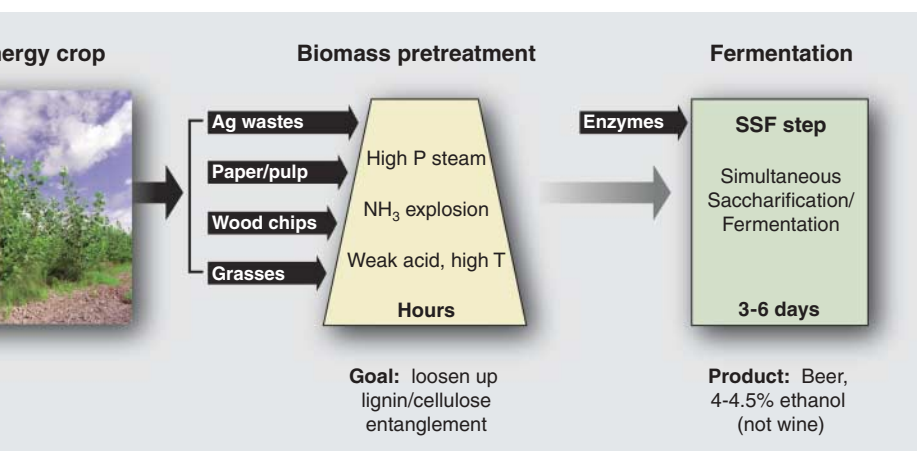 nergy crop
Biomass pretreatment
Ag wastes
Paper/pulp
Wood chips
Grasses
High P steam
NH₃ explosion
Weak acid, high T
Hours
Goal: loosen up
lignin/cellulose
entanglement
Fermentation
Enzymes
SSF step
Simultaneous
Saccharification/
Fermentation
3-6 days
Product: Beer,
4-4.5% ethanol
(not wine)